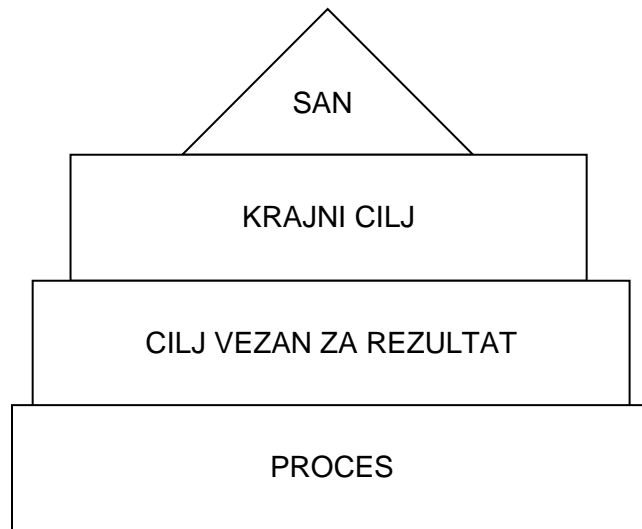 SAN
KRAJNI CILJ
CILJ VEZAN ZA REZULTAT
PROCES